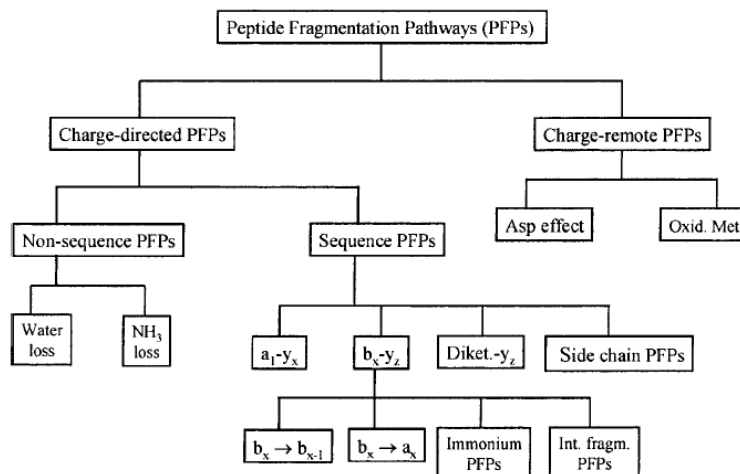 Peptide Fragmentation Pathways (PFPs)
Charge-directed PFPs
Charge-remote PFPs
Non-sequence PFPs
Sequence PFPs
Asp effect
Oxid. Met
Water
loss
NH₃
loss
a₁-yₓ
bₓ-y_z
Diket.-y_z
Side chain PFPs
bₓ → bₓ₋₁
bₓ → aₓ
Immonium
PFPs
Int. fragm.
PFPs